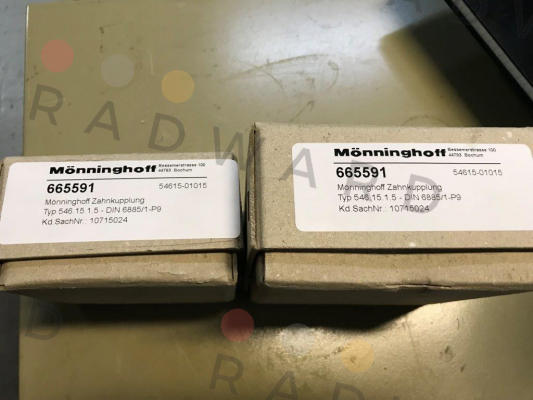 Mönninghoff
Bessemerstrasse 100
44793 Bochum
665591
54615-01015
Mönninghoff Zahnkupplung
Typ 546.15.1.5 - DIN 6885/1-P9
Kd.SachNr.: 10715024
Mönninghoff
Bessemerstrasse 100
44793 Bochum
665591
54615-01015
Mönninghoff Zahnkupplung
Typ 546.15.1.5 - DIN 6885/1-P9
Kd.SachNr.: 10715024
RADWADD
D RADWAD